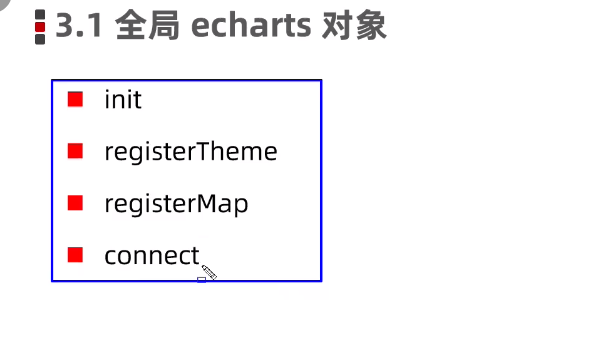 3.1 全局 echarts 对象
init
registerTheme
registerMap
connect